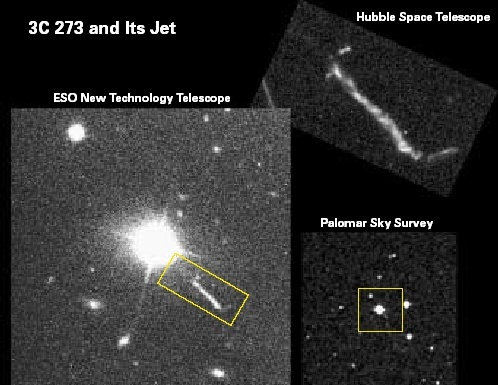 3C 273 and Its Jet
Hubble Space Telescope
ESO New Technology Telescope
Palomar Sky Survey